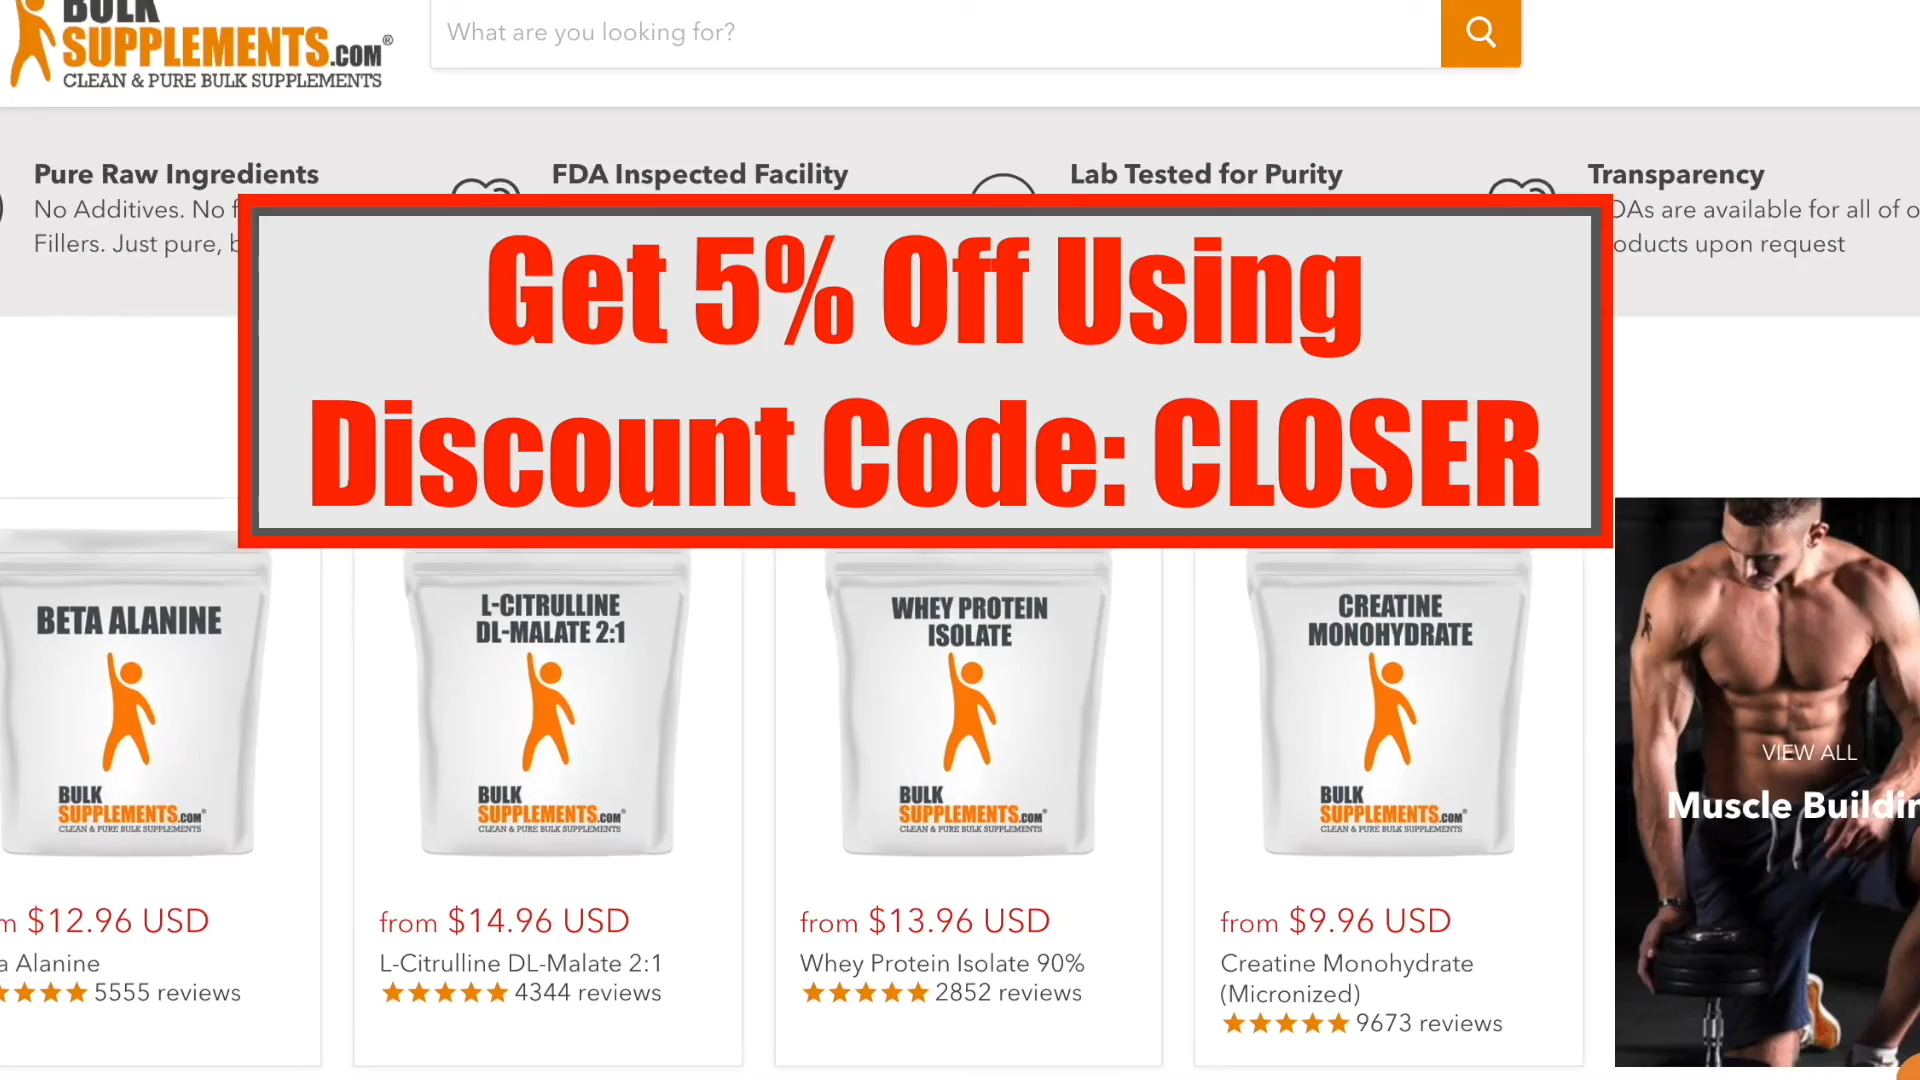 BULK
SUPPLEMENTS.COM®
CLEAN & PURE BULK SUPPLEMENTS
What are you looking for?
Pure Raw Ingredients
No Additives. No f
Fillers. Just pure, b
FDA Inspected Facility
Lab Tested for Purity
Transparency
OAs are available for all of o
oducts upon request
Get 5% Off Using
Discount Code: CLOSER
BETA ALANINE
BULK
SUPPLEMENTS.COM®
CLEAN & PURE BULK SUPPLEMENTS
m $12.96 USD
a Alanine
5555 reviews
L-CITRULLINE
DL-MALATE 2:1
BULK
SUPPLEMENTS.COM®
CLEAN & PURE BULK SUPPLEMENTS
from $14.96 USD
L-Citrulline DL-Malate 2:1
4344 reviews
WHEY PROTEIN
ISOLATE
BULK
SUPPLEMENTS.COM®
CLEAN & PURE BULK SUPPLEMENTS
from $13.96 USD
Whey Protein Isolate 90%
2852 reviews
CREATINE
MONOHYDRATE
BULK
SUPPLEMENTS.COM®
CLEAN & PURE BULK SUPPLEMENTS
from $9.96 USD
Creatine Monohydrate
(Micronized)
9673 reviews
VIEW ALL
Muscle Buildin